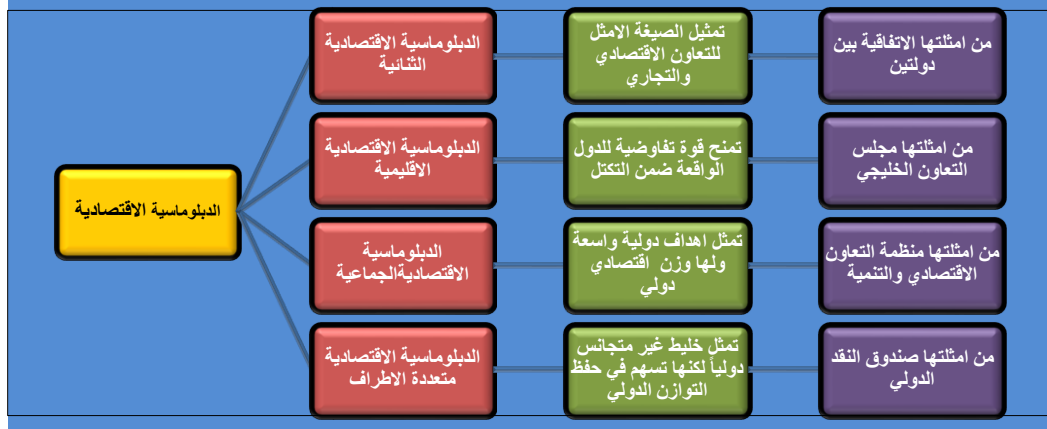 الدبلوماسية الاقتصادية
الدبلوماسية الاقتصادية
الثنائية
تمثيل الصيغة الامثل
للتعاون الاقتصادي
والتجاري
من امثلتها الاتفاقية بين
دولتين
الدبلوماسية الاقتصادية
الاقليمية
تمنح قوة تفاوضية للدول
الواقعة ضمن التكتل
من امثلتها مجلس
التعاون الخليجي
الدبلوماسية
الاقتصاديةالجماعية
تمثل اهداف دولية واسعة
ولها وزن اقتصادي
دولي
من امثلتها منظمة التعاون
الاقتصادي والتنمية
الدبلوماسية الاقتصادية
متعددة الاطراف
تمثل خليط غير متجانس
دولياً لكنها تسهم في حفظ
التوازن الدولي
من امثلتها صندوق النقد
الدولي